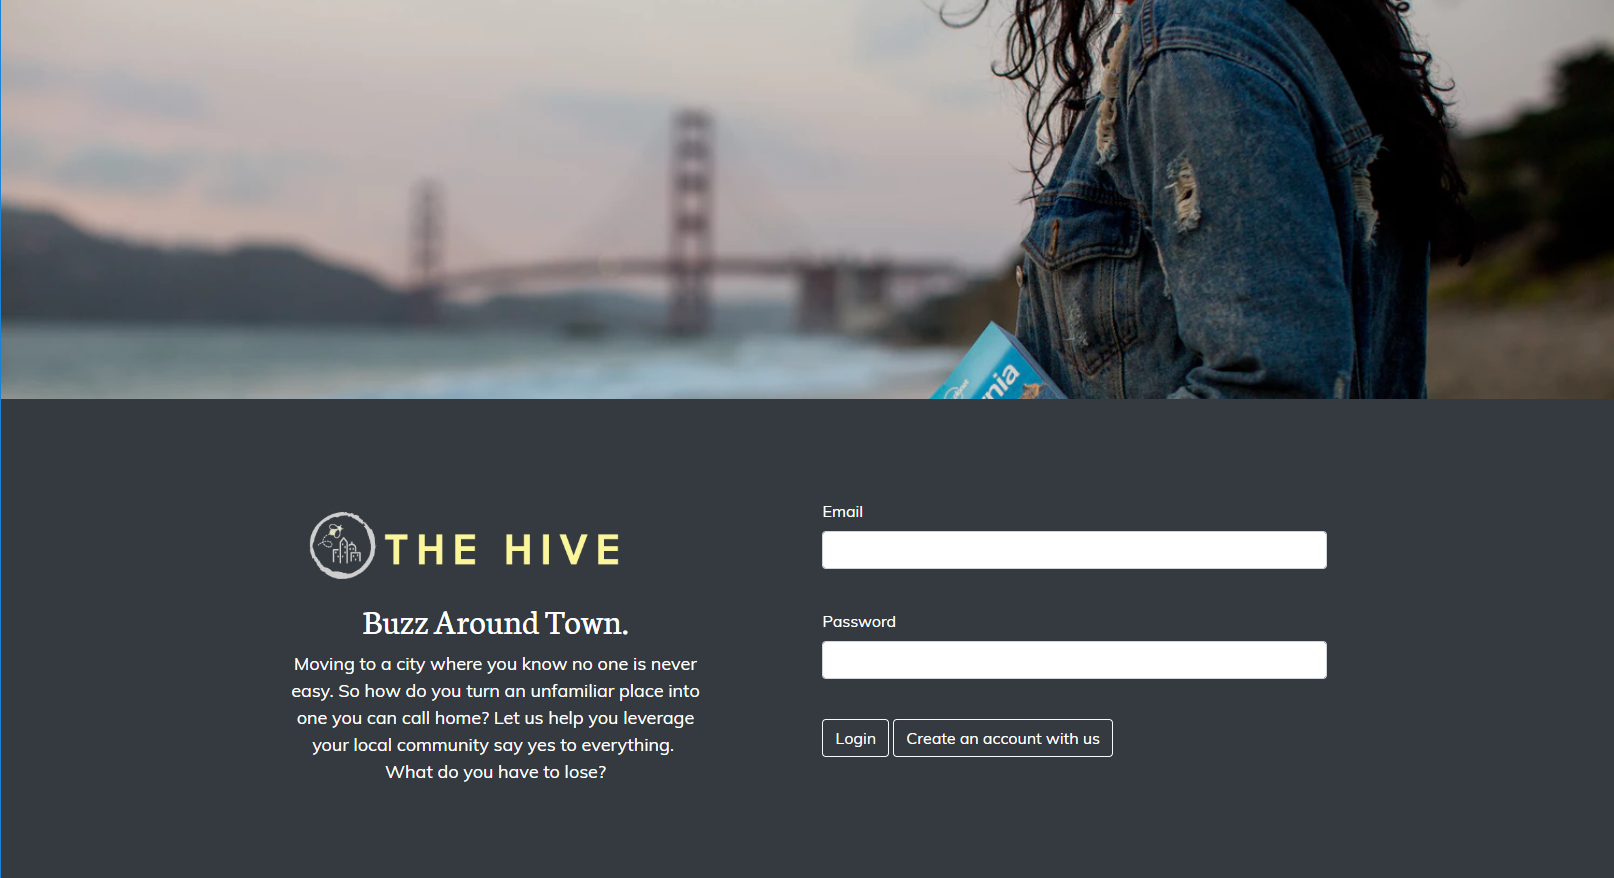 nia
THE HIVE
Buzz Around Town.
Moving to a city where you know no one is never
easy. So how do you turn an unfamiliar place into
one you can call home? Let us help you leverage
your local community say yes to everything.
What do you have to lose?
Email
Password
Login
Create an account with us